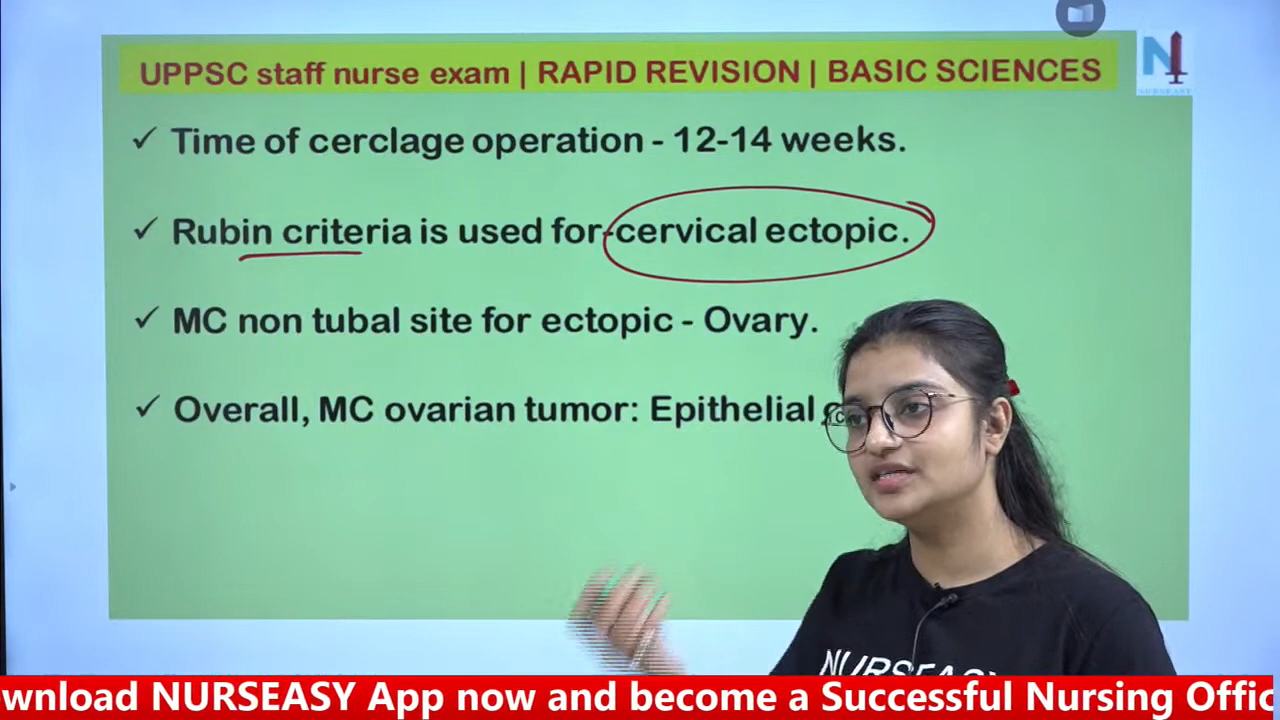 UPPSC staff nurse exam | RAPID REVISION | BASIC SCIENCES
N
NURSEASY
✓ Time of cerclage operation - 12-14 weeks.
✓ Rubin criteria is used for-cervical ectopic.
✓ MC non tubal site for ectopic - Ovary.
✓ Overall, MC ovarian tumor: Epithelial
NURSEASY
wnload NURSEASY App now and become a Successful Nursing Offic